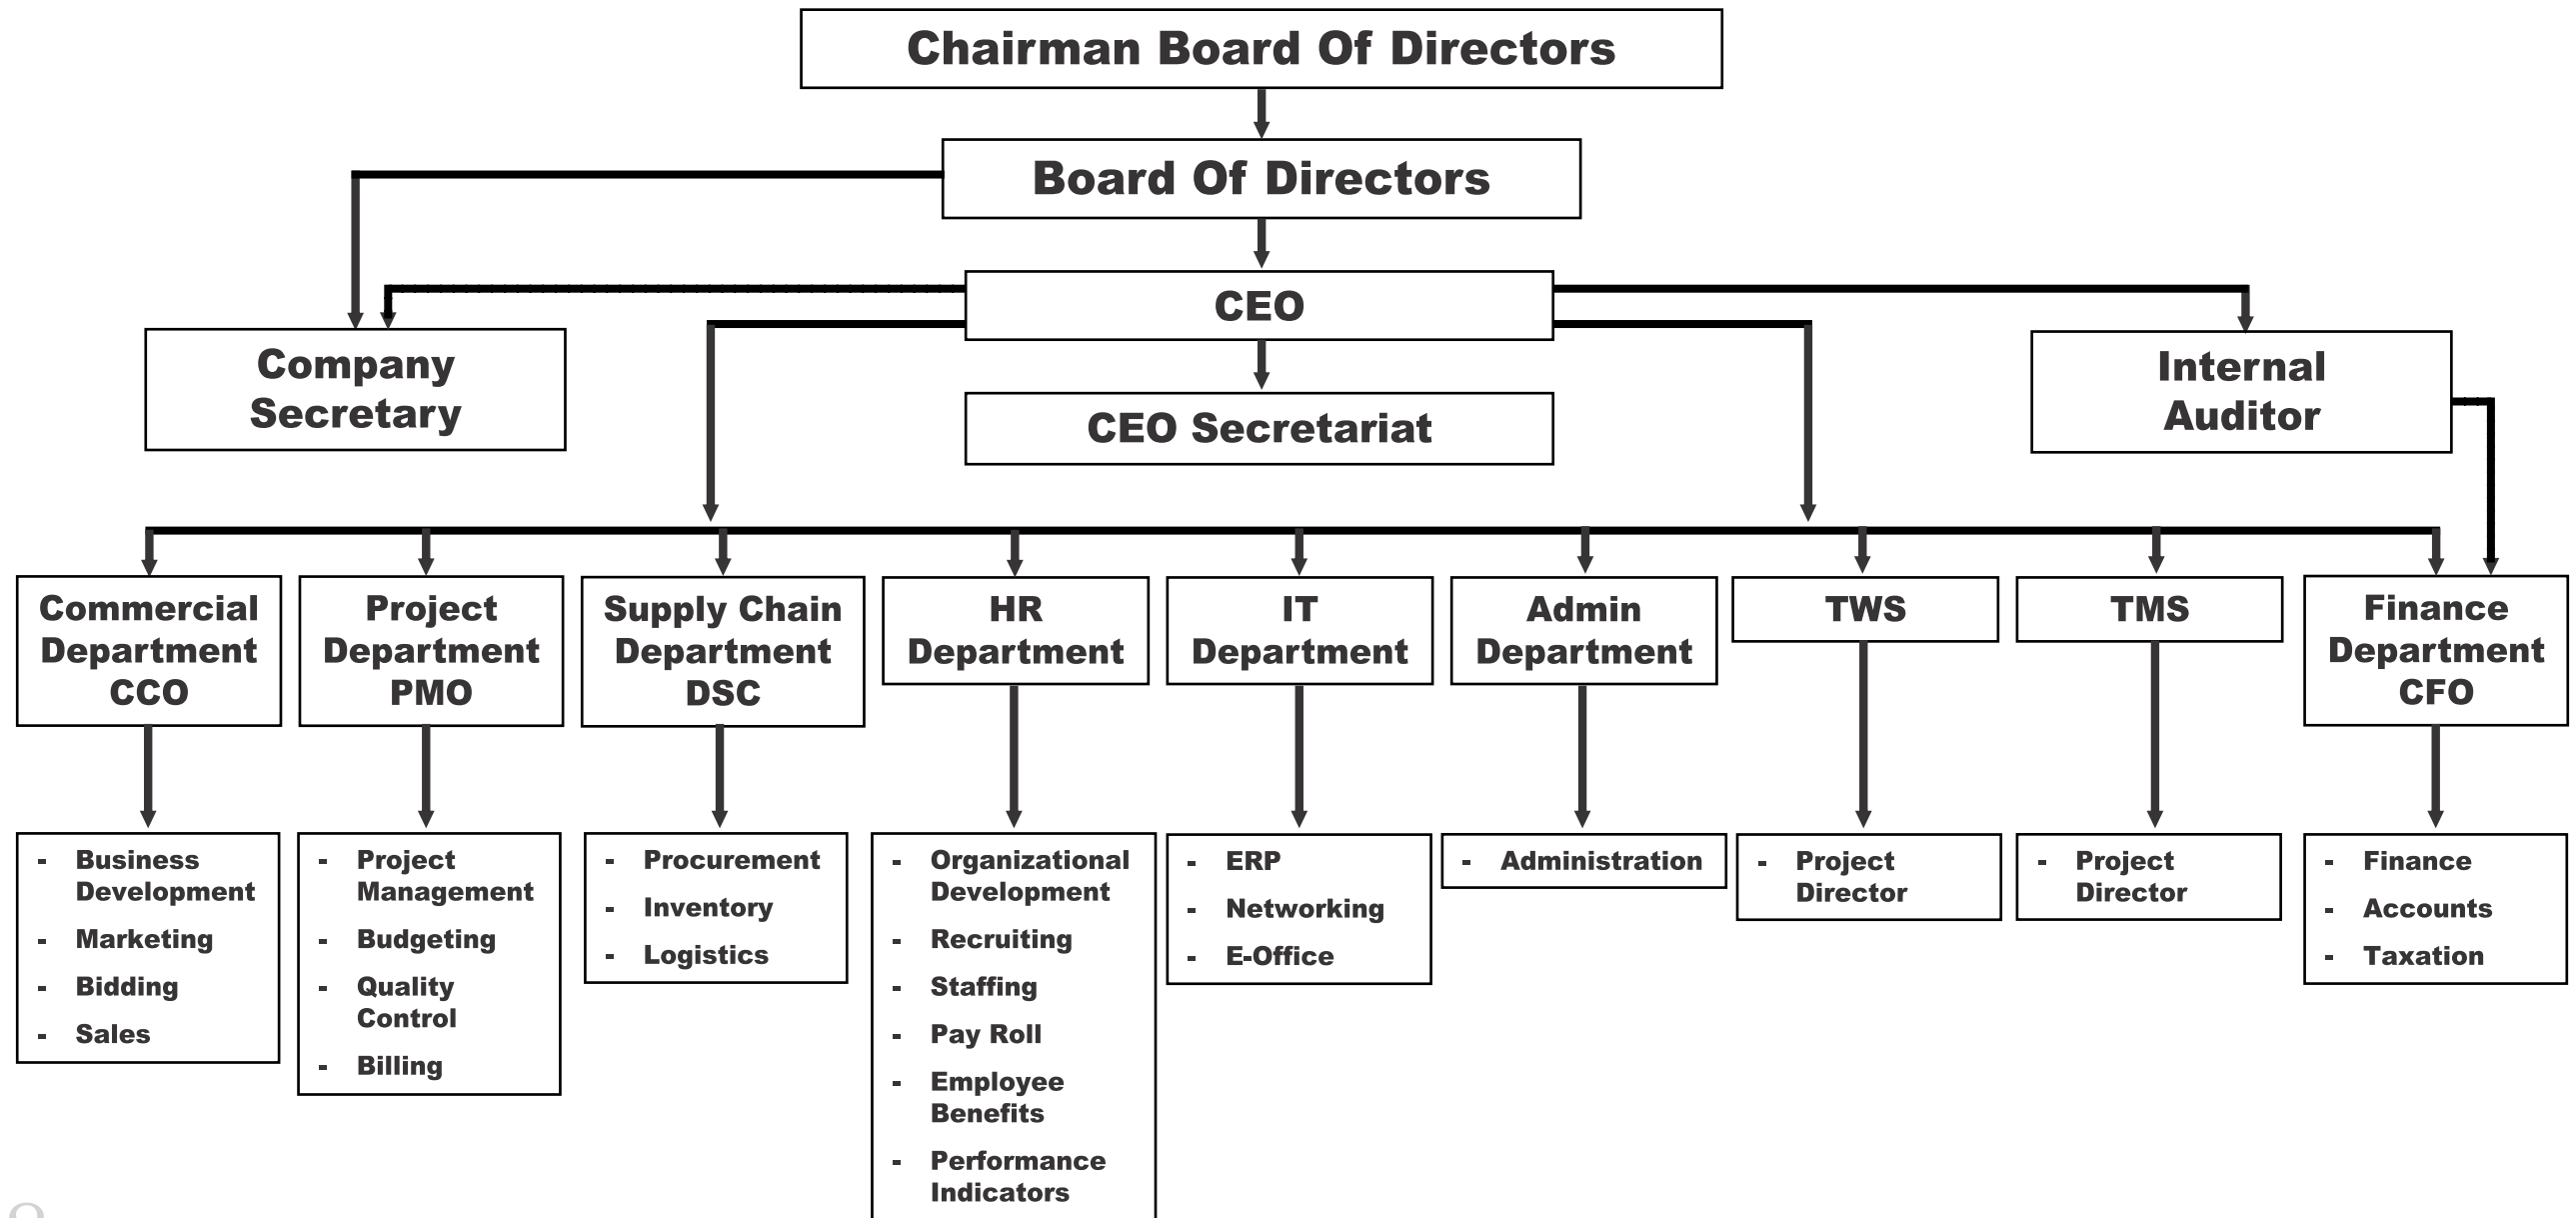 Chairman Board Of Directors
Board Of Directors
CEO
Company
Secretary
CEO Secretariat
Internal
Auditor
Commercial
Department
CCO
Project
Department
PMO
Supply Chain
Department
DSC
HR
Department
IT
Department
Admin
Department
TWS
TMS
Finance
Department
CFO
- Business
Development
- Marketing
- Bidding
- Sales
- Project
Management
- Budgeting
- Quality
Control
- Billing
- Procurement
- Inventory
- Logistics
- Organizational
Development
- Recruiting
- Staffing
- Pay Roll
- Employee
Benefits
- Performance
Indicators
- ERP
- Networking
- E-Office
- Administration
- Project
Director
- Project
Director
- Finance
- Accounts
- Taxation